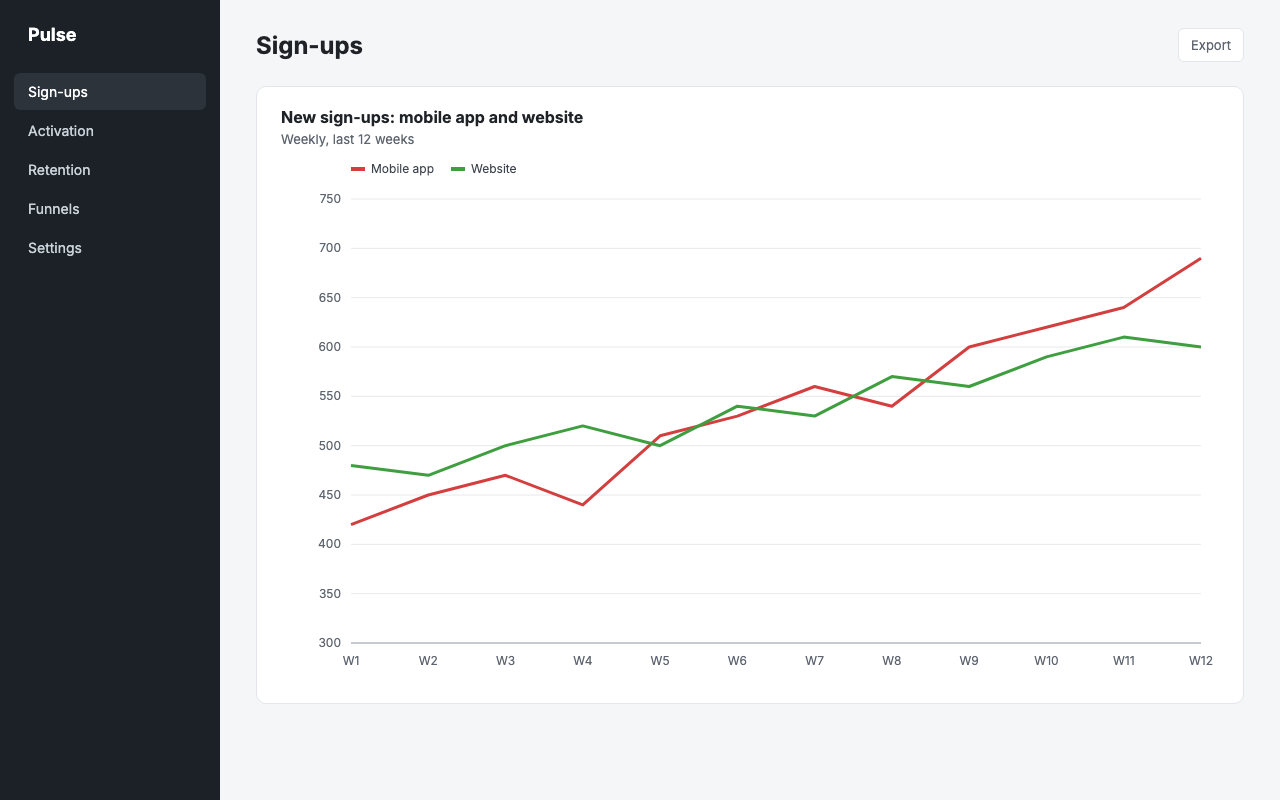 Pulse
Sign-ups
Activation
Retention
Funnels
Settings
Sign-ups
Export
New sign-ups: mobile app and website
Weekly, last 12 weeks
Mobile app Website
750
700
650
600
550
500
450
400
350
300
W1 W2 W3 W4 W5 W6 W7 W8 W9 W10 W11 W12